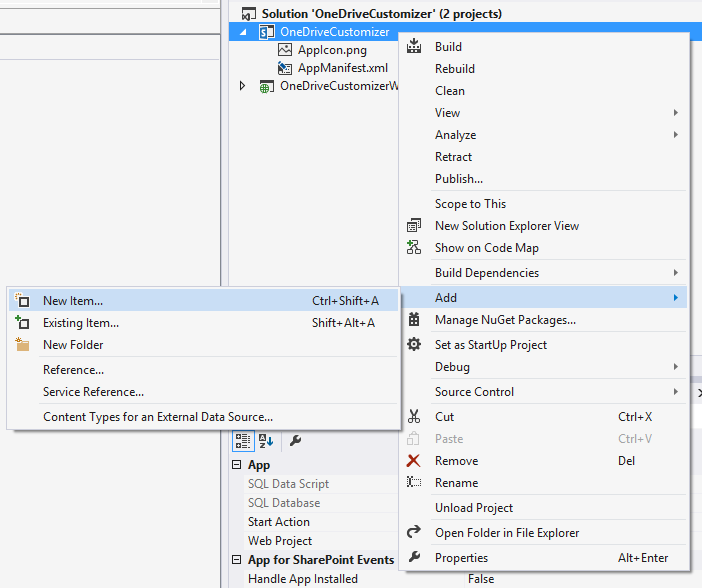 Solution 'OneDriveCustomizer' (2 projects)
OneDriveCustomizer
AppIcon.png
AppManifest.xml
OneDriveCustomizerW
Build
Rebuild
Clean
View
Analyze
Retract
Publish...
Scope to This
New Solution Explorer View
Show on Code Map
Build Dependencies
Add
Manage NuGet Packages...
Set as StartUp Project
Debug
Source Control
Cut Ctrl+X
Paste Ctrl+V
Remove Del
Rename
Unload Project
Open Folder in File Explorer
Properties Alt+Enter
New Item... Ctrl+Shift+A
Existing Item... Shift+Alt+A
New Folder
Reference...
Service Reference...
Content Types for an External Data Source...
App
SQL Data Script
SQL Database
Start Action
Web Project
App for SharePoint Events
Handle App Installed False